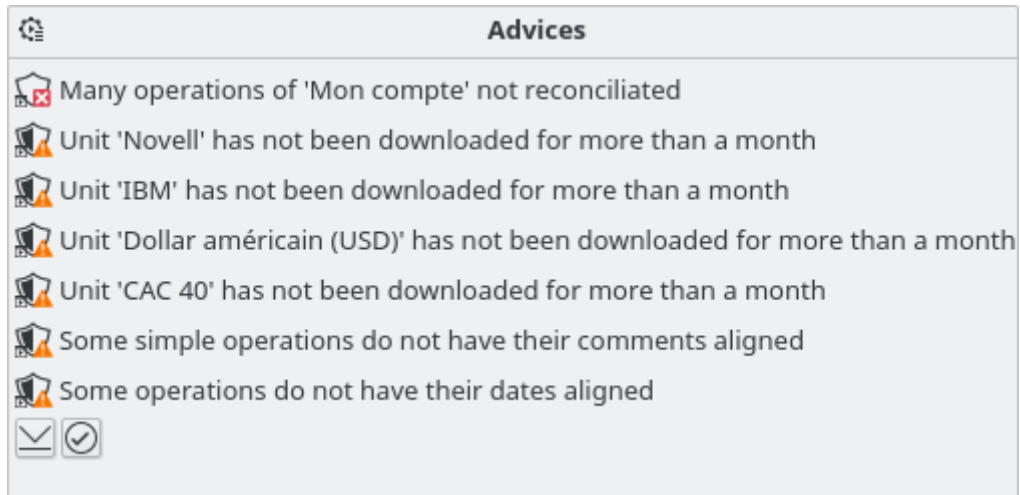 Advices
Many operations of 'Mon compte' not reconciliated
Unit 'Novell' has not been downloaded for more than a month
Unit 'IBM' has not been downloaded for more than a month
Unit 'Dollar américain (USD)' has not been downloaded for more than a month
Unit 'CAC 40' has not been downloaded for more than a month
Some simple operations do not have their comments aligned
Some operations do not have their dates aligned